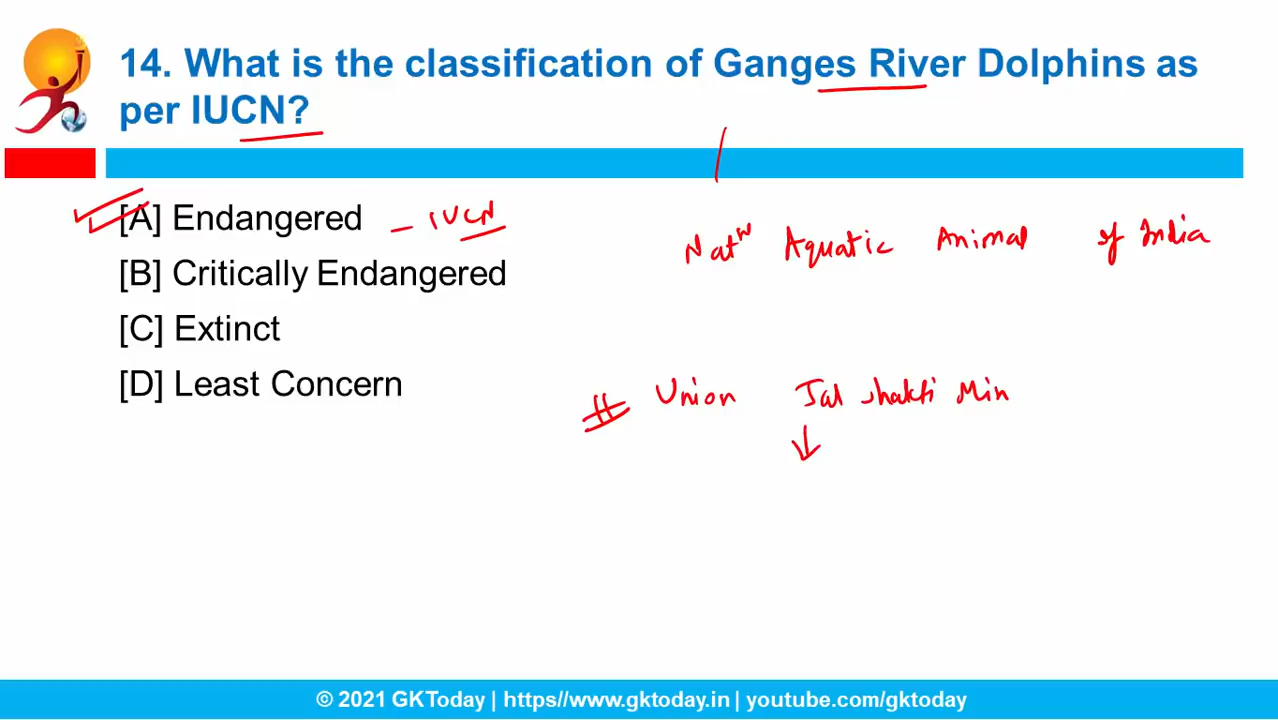 14. What is the classification of Ganges River Dolphins as
per IUCN?
[A] Endangered – IUCN
Natn Aquatic Animal of India
[B] Critically Endangered
[C] Extinct
[D] Least Concern
# Union Jal Shakti Min
© 2021 GKToday | https//www.gktoday.in | youtube.com/gktoday